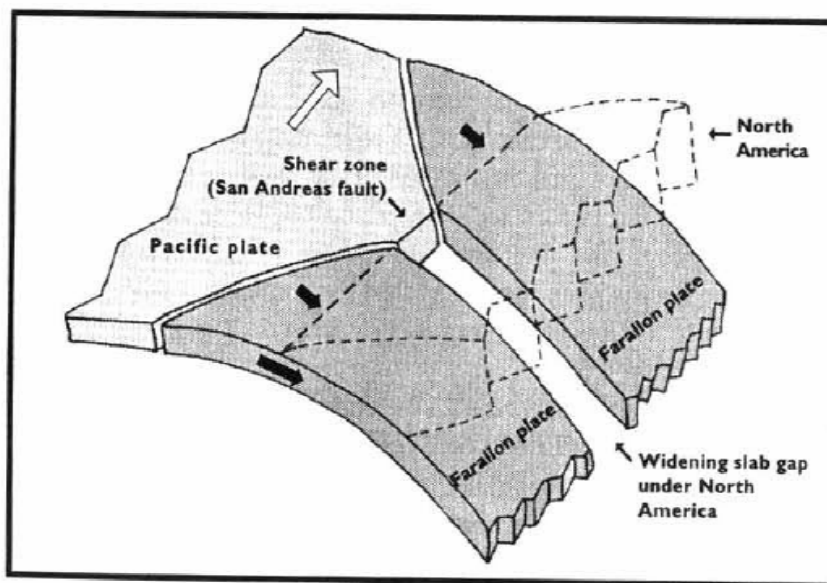 North
America
Shear zone
(San Andreas fault)
Pacific plate
Farallon plate
Farallon plate
Widening slab gap
under North
America